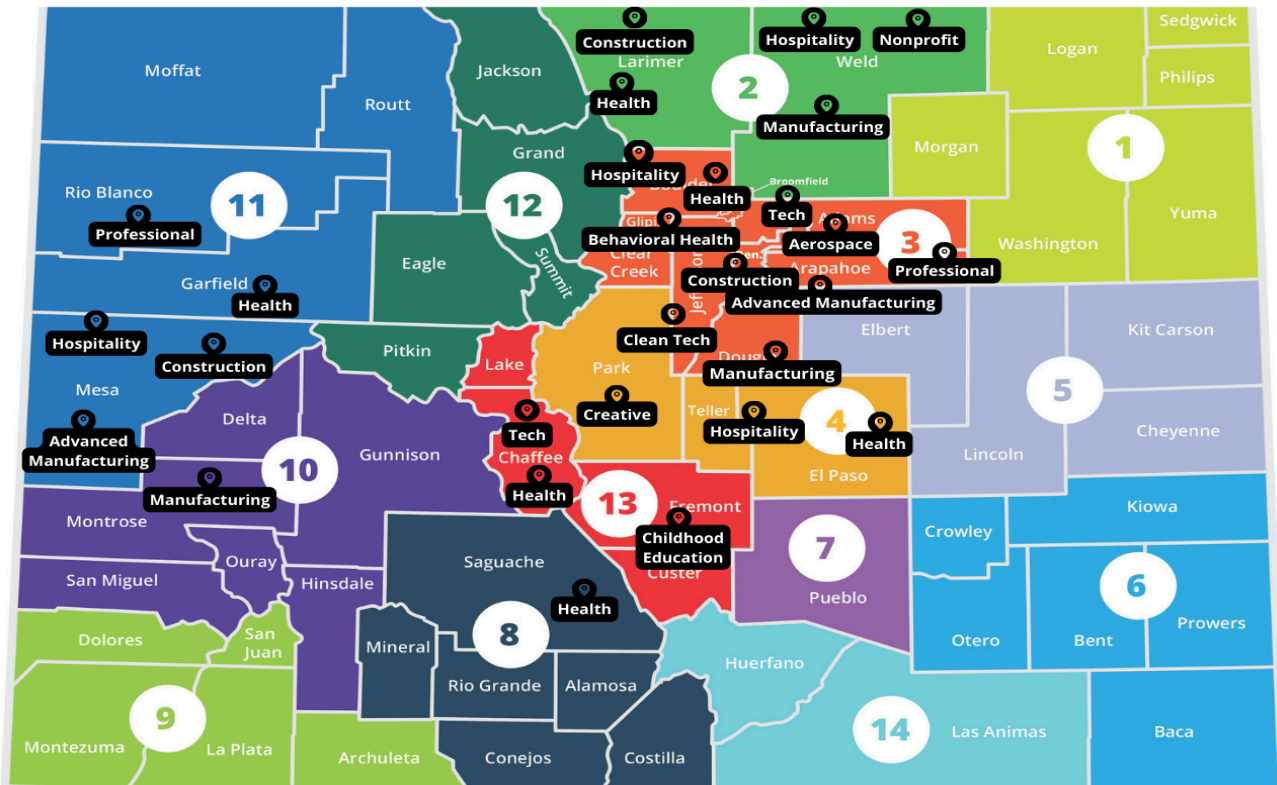 Construction
Hospitality
Nonprofit
Sedgwick
Moffat
Jackson
Larimer
Weld
Logan
Philips
Routt
Health
2
Manufacturing
Morgan
1
Grand
Hospitality
Rio Blanco
11
12
Health
Broomfield
Tech
Adams
Yuma
Professional
Behavioral Health
Aerospace
3
Washington
Eagle
Summit
Clear
Creek
Construction
Arapahoe
Professional
Garfield
Health
Advanced Manufacturing
Hospitality
Construction
Pitkin
Lake
Clean Tech
Elbert
Kit Carson
Mesa
Park
Manufacturing
5
Delta
Creative
Teller
Hospitality
4
Health
Advanced
Manufacturing
10
Gunnison
Tech
Chaffee
Lincoln
Cheyenne
Manufacturing
Health
El Paso
Montrose
13
Fremont
Crowley
Kiowa
Childhood
Education
7
Ouray
Saguache
San Miguel
Hinsdale
Custer
6
Health
Pueblo
Dolores
San
Juan
8
Mineral
Otero
Bent
Prowers
Huerfano
Rio Grande
Alamosa
9
Montezuma
La Plata
Archuleta
Conejos
Costilla
14
Las Animas
Baca